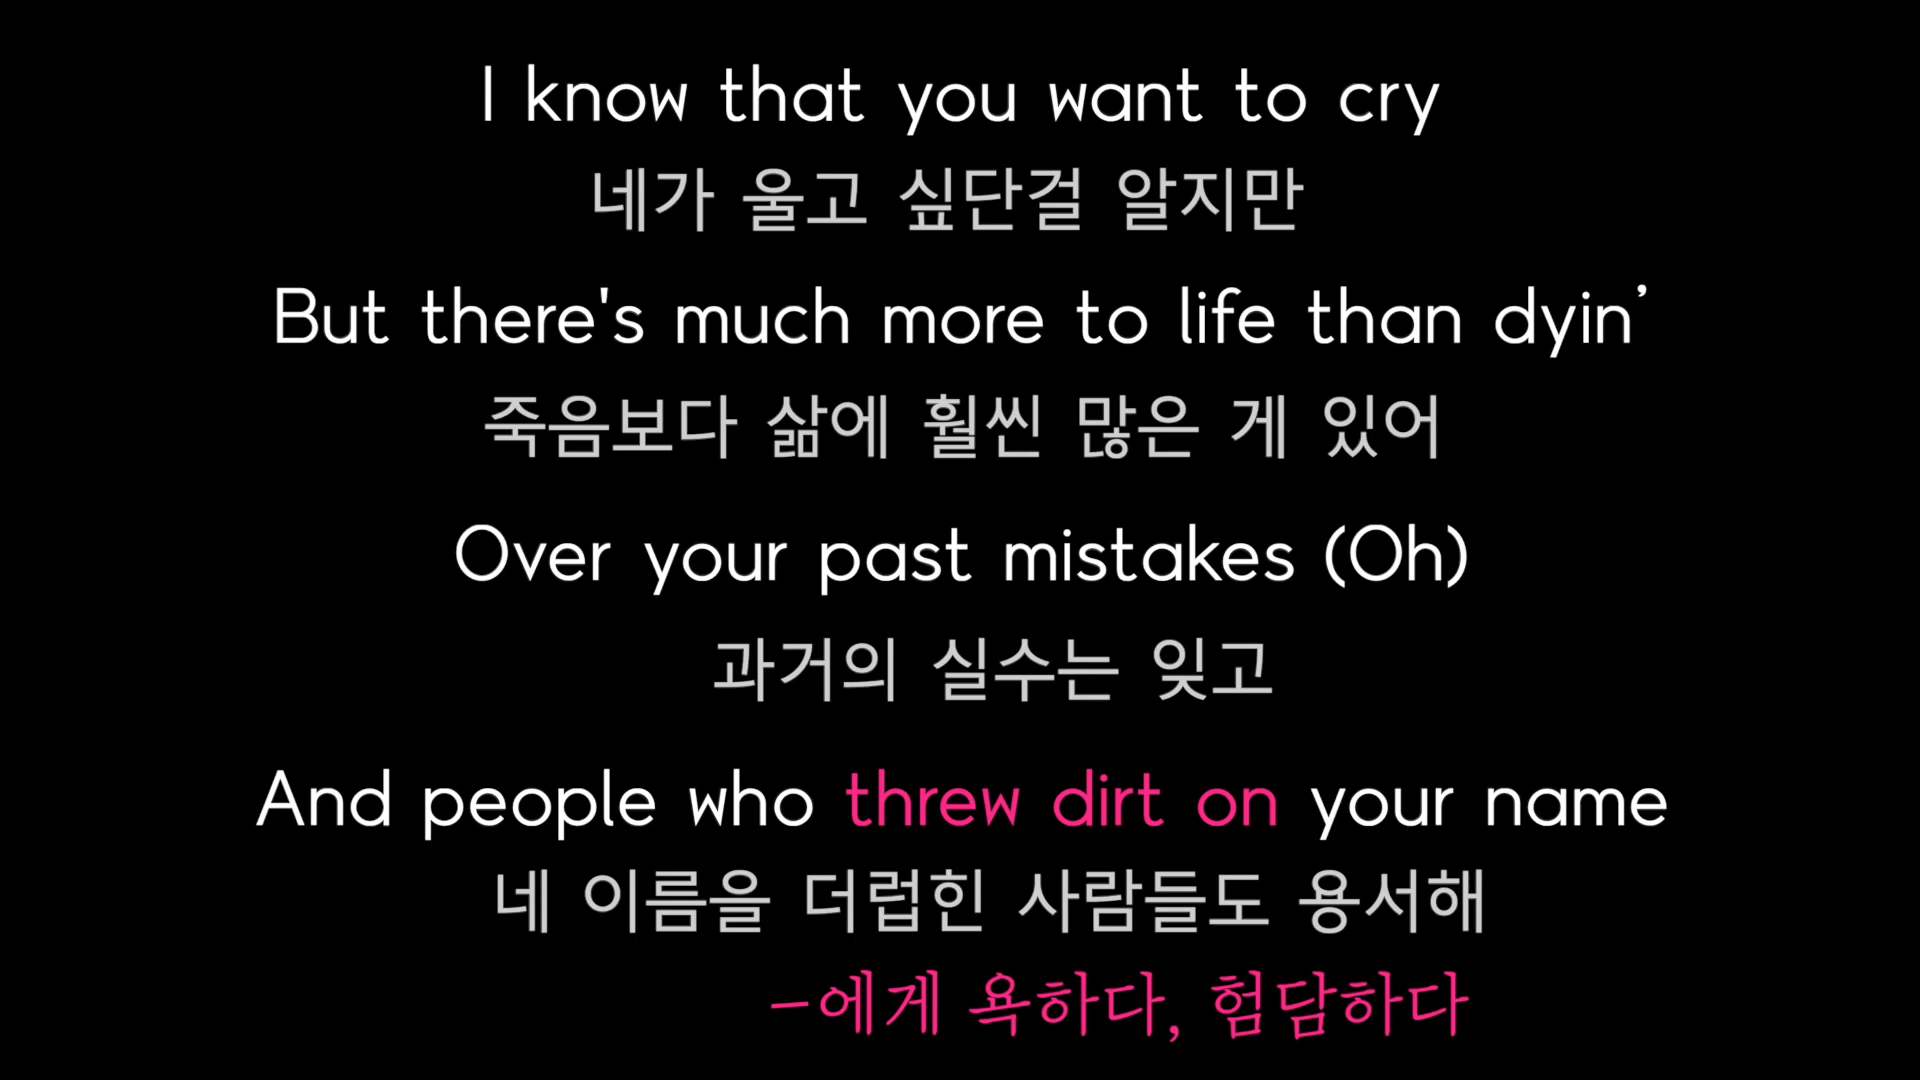 I know that you want to cry
네가 울고 싶단걸 알지만
But there's much more to life than dyin’
죽음보다 삶에 훨씬 많은 게 있어
Over your past mistakes (Oh)
과거의 실수는 잊고
And people who threw dirt on your name
네 이름을 더럽힌 사람들도 용서해
-에게 욕하다, 험담하다